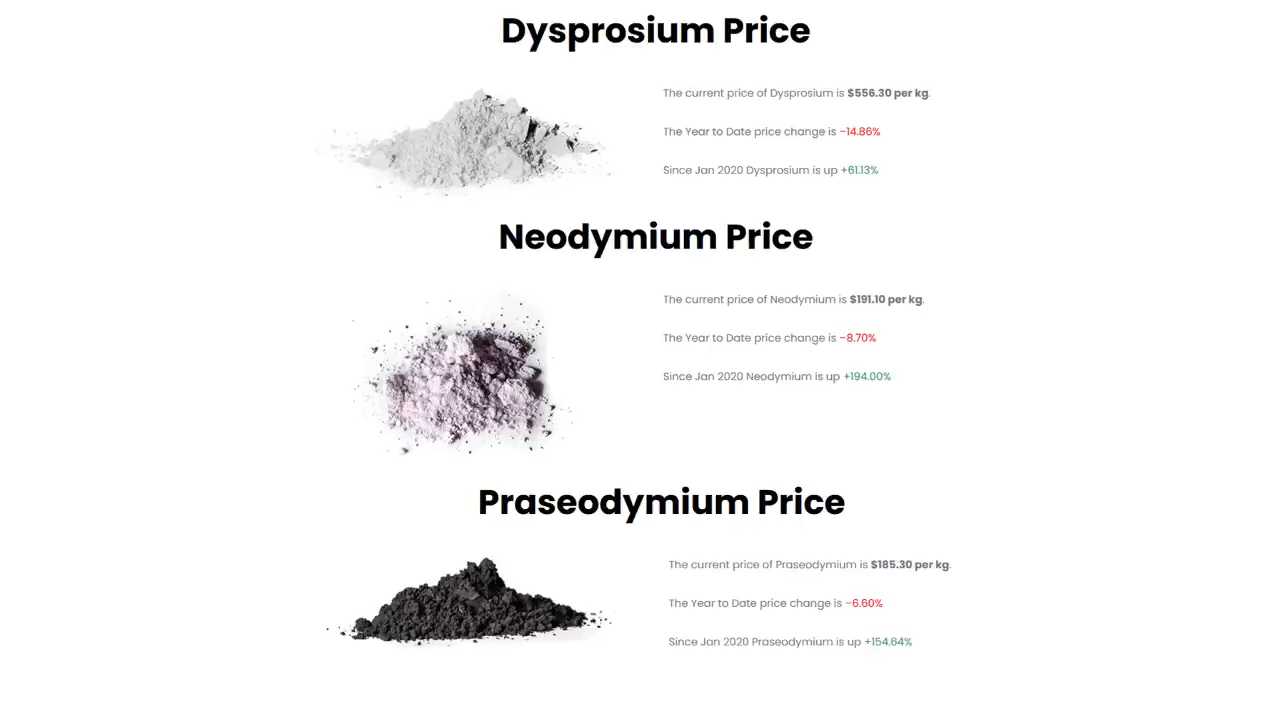 Dysprosium Price
The current price of Dysprosium is $556.30 per kg.
The Year to Date price change is -14.86%
Since Jan 2020 Dysprosium is up +61.13%
Neodymium Price
The current price of Neodymium is $191.10 per kg.
The Year to Date price change is -8.70%
Since Jan 2020 Neodymium is up +194.00%
Praseodymium Price
The current price of Praseodymium is $185.30 per kg.
The Year to Date price change is -6.60%
Since Jan 2020 Praseodymium is up +154.64%